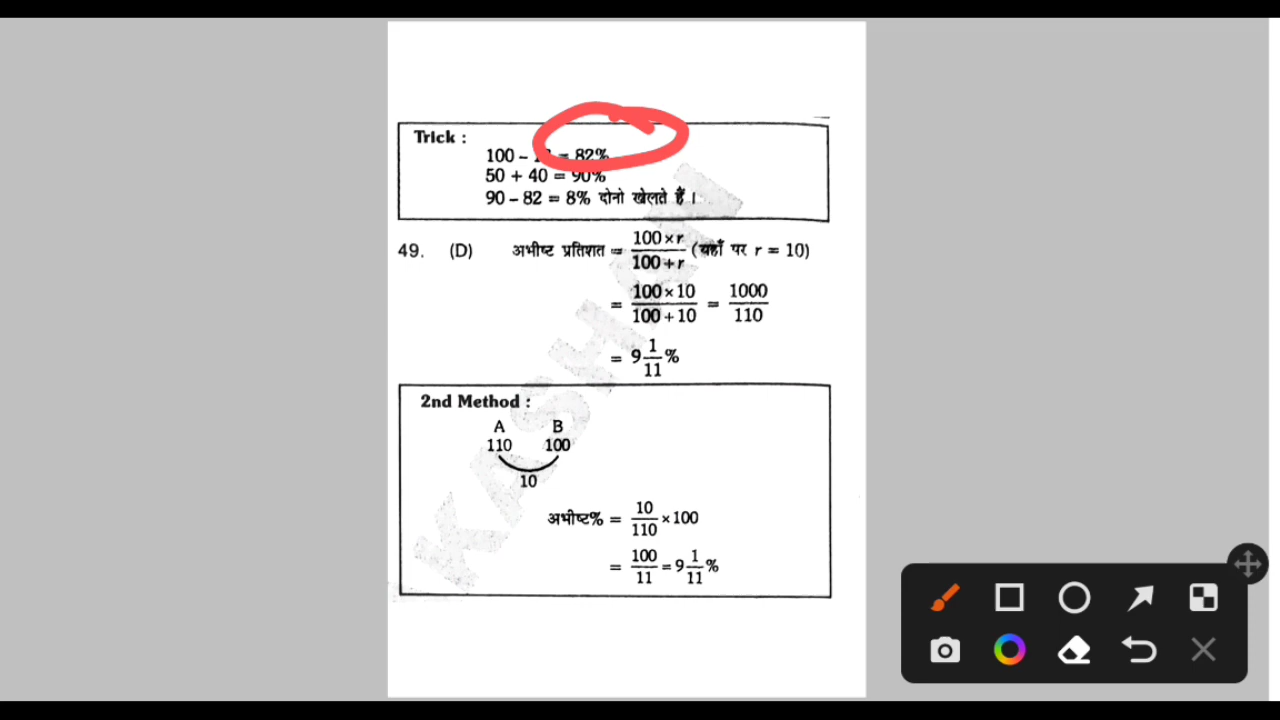 Trick :
100 – = 82%
50 + 40 = 90%
90 – 82 = 8% दोनो खेलते हैं ।
49. (D) अभीष्ट प्रतिशत = 100 × r / 100 + r (यहाँ पर r = 10)
= 100 × 10 / 100 + 10 = 1000 / 110
= 9 1/11 %
2nd Method :
A B
110 100
10
अभीष्ट% = 10/110 × 100
= 100/11 = 9 1/11 %
KASHAN